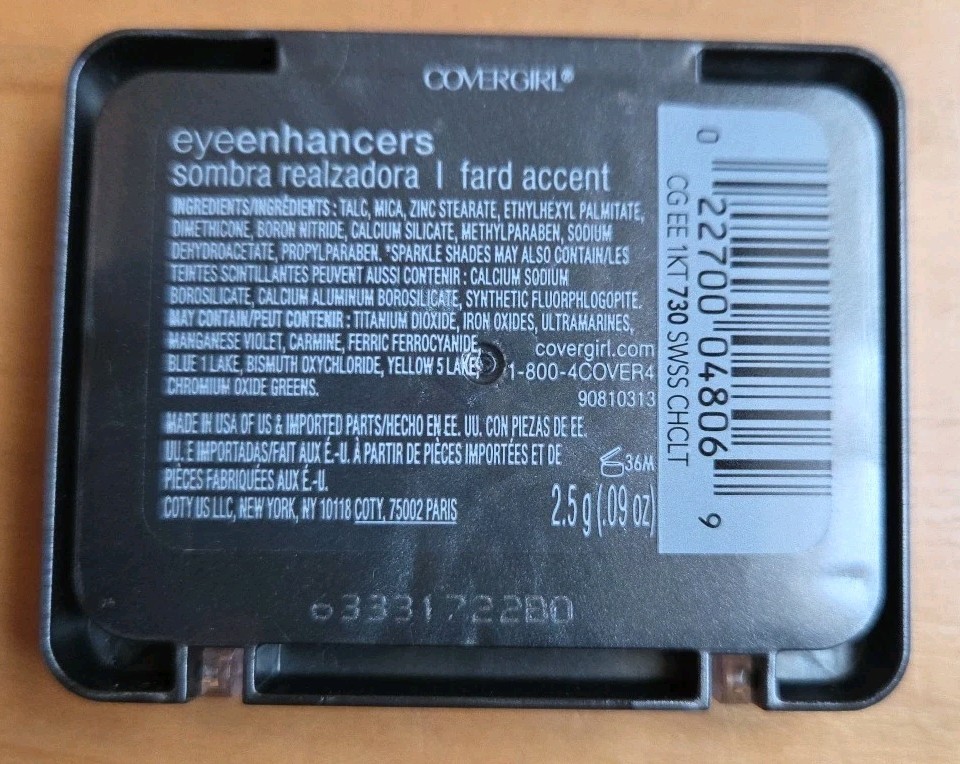 COVERGIRL®
eyeenhancers
sombra realzadora | fard accent
INGREDIENTS/INGRÉDIENTS : TALC, MICA, ZINC STEARATE, ETHYLHEXYL PALMITATE,
DIMETHICONE, BORON NITRIDE, CALCIUM SILICATE, METHYLPARABEN, SODIUM
DEHYDROACETATE, PROPYLPARABEN. *SPARKLE SHADES MAY ALSO CONTAIN/LES
TEINTES SCINTILLANTES PEUVENT AUSSI CONTENIR : CALCIUM SODIUM
BOROSILICATE, CALCIUM ALUMINUM BOROSILICATE, SYNTHETIC FLUORPHLOGOPITE.
MAY CONTAIN/PEUT CONTENIR : TITANIUM DIOXIDE, IRON OXIDES, ULTRAMARINES,
MANGANESE VIOLET, CARMINE, FERRIC FERROCYANIDE,
BLUE 1 LAKE, BISMUTH OXYCHLORIDE, YELLOW 5 LAKE,
CHROMIUM OXIDE GREENS.
covergirl.com
1-800-4COVER4
90810313
MADE IN USA OF US & IMPORTED PARTS/HECHO EN EE. UU. CON PIEZAS DE EE.
UU. E IMPORTADAS/FAIT AUX É.-U. À PARTIR DE PIÈCES IMPORTÉES ET DE
PIÈCES FABRIQUÉES AUX É.-U.
COTY US LLC, NEW YORK, NY 10118 COTY, 75002 PARIS
36M
2.5 g (.09 oz)
CG EE 1KT 730 SWSS CHCLT
0 22700 04806 9
63331722B0